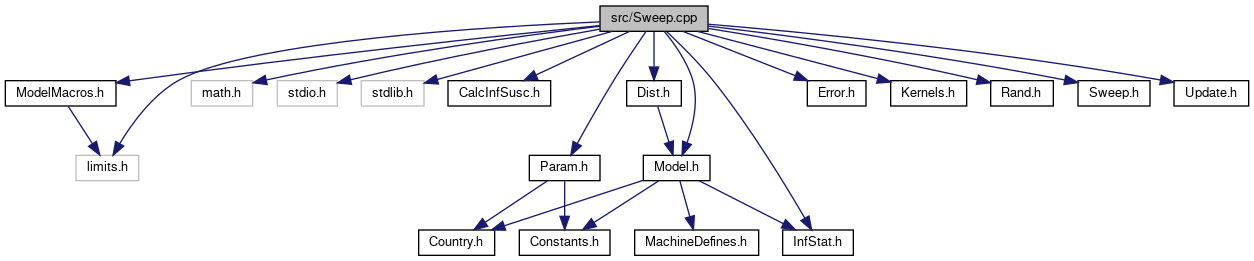 src/Sweep.cpp
ModelMacros.h
math.h
stdio.h
stdlib.h
CalcInfSusc.h
Dist.h
Error.h
Kernels.h
Rand.h
Sweep.h
Update.h
limits.h
Param.h
Model.h
Country.h
Constants.h
MachineDefines.h
InfStat.h